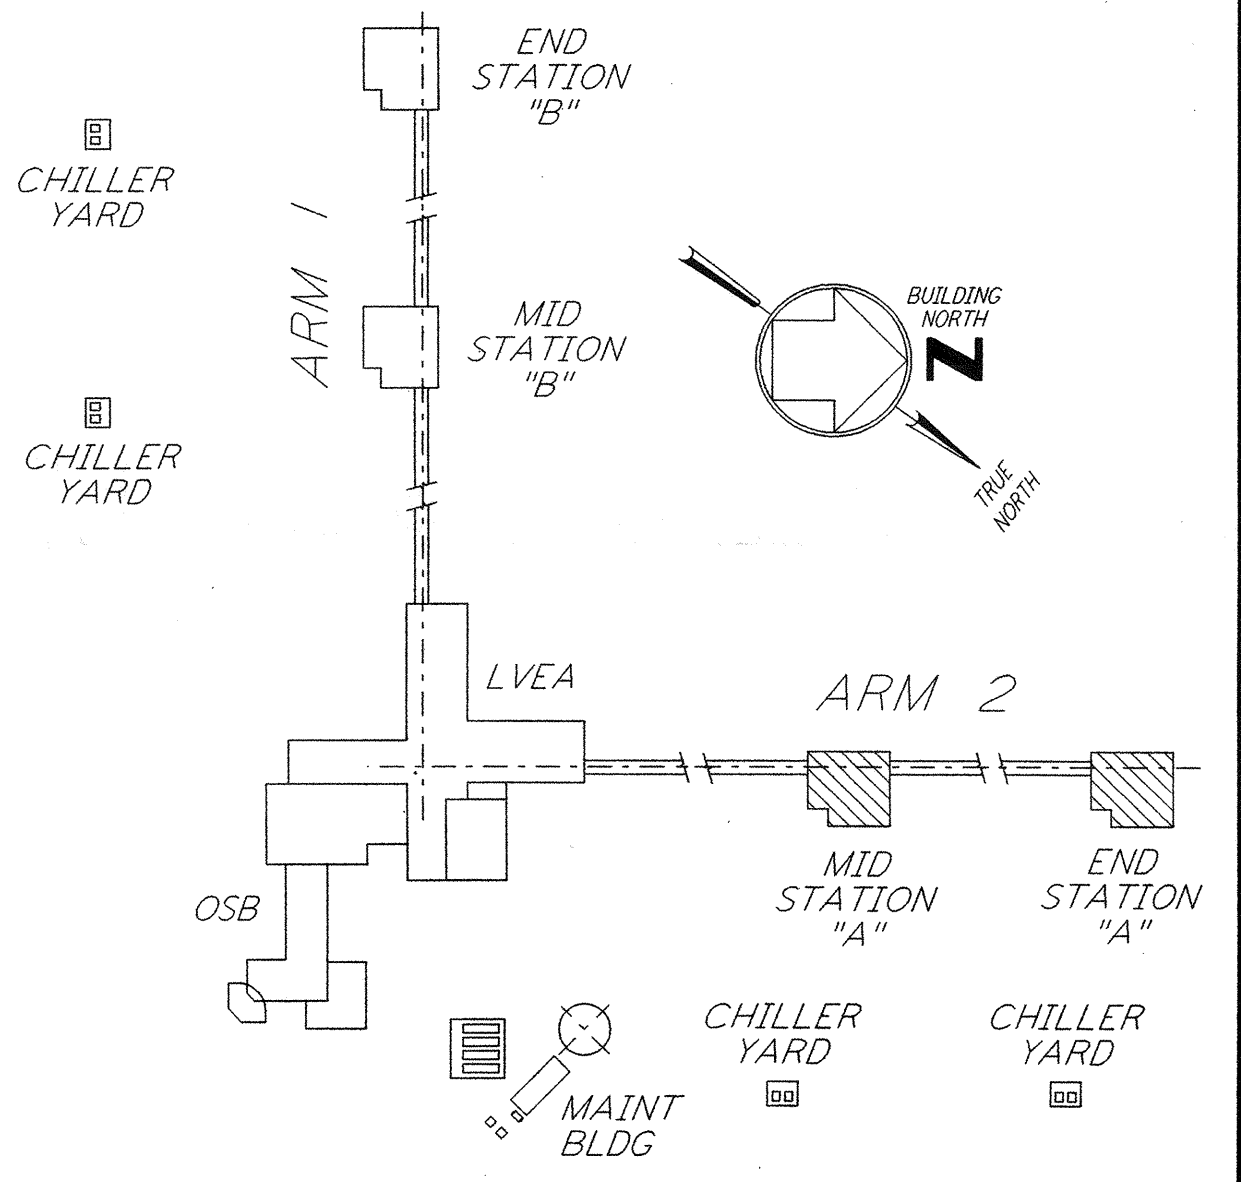 END
STATION
"B"
CHILLER
YARD
ARM 1
BUILDING
NORTH
N
MID
STATION
"B"
CHILLER
YARD
TRUE
NORTH
LVEA
ARM 2
MID
STATION
"A"
END
STATION
"A"
OSB
CHILLER
YARD
CHILLER
YARD
MAINT
BLDG